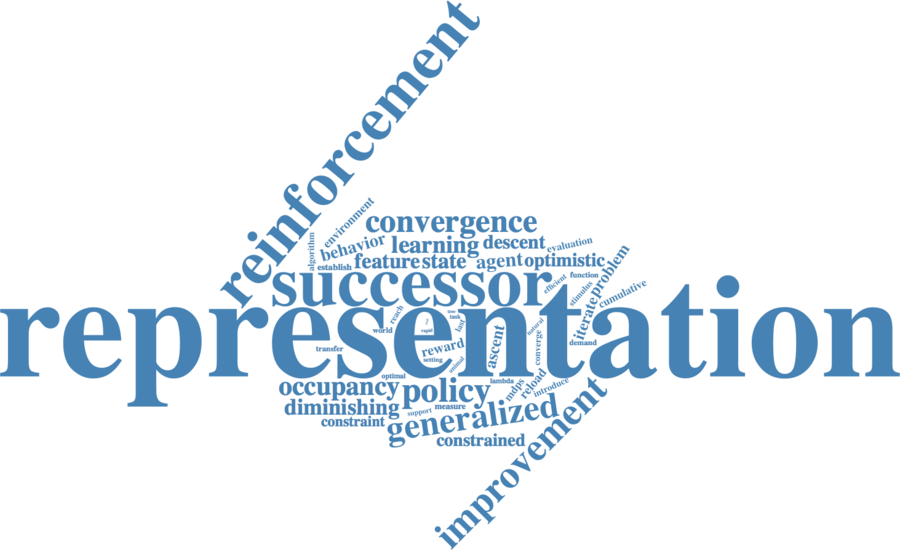 reinforcement
environment
convergence
algorithm
behavior
learning
descent
evaluation
establish
feature
state
agent
optimistic
problem
successor
efficient
function
stimulus
cumulative
representation
reach
time
task
world
rapid
last
natural
iterate
transfer
reward
setting
animal
ascent
converge
demand
optimal
lambda
occupancy
policy
mdps
reload
introduce
diminishing
support
measure
constraint
generalized
improvement
constrained